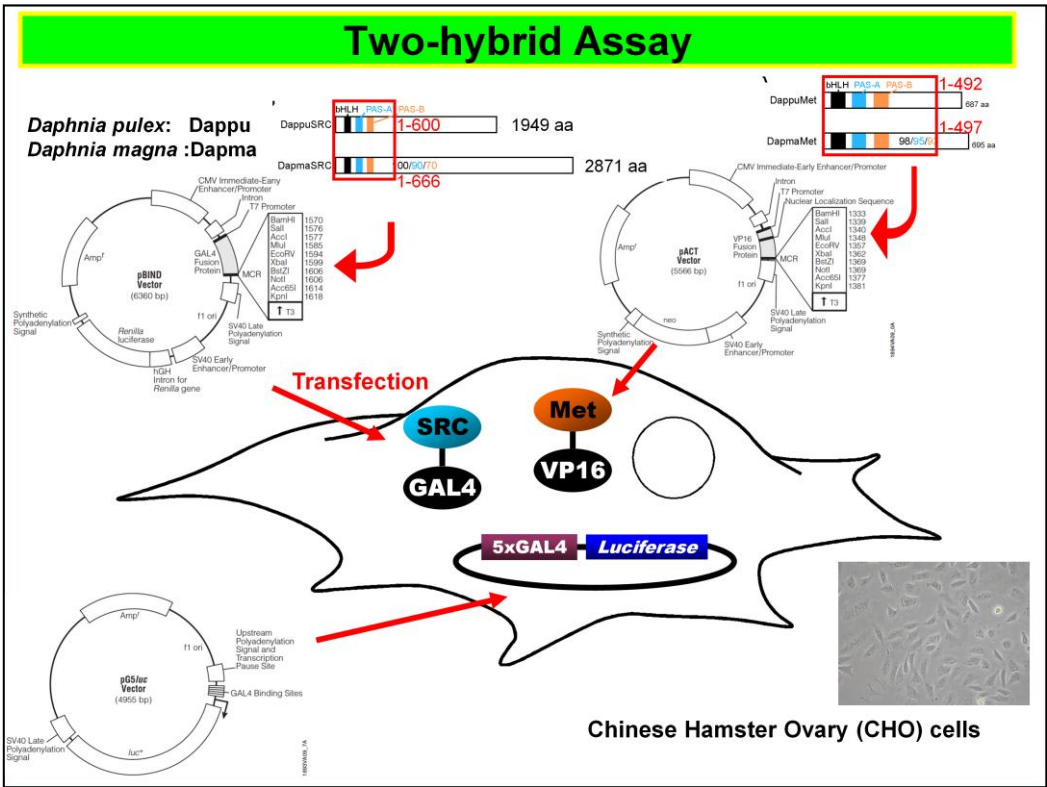 Two-hybrid Assay
Daphnia pulex: Dappu
Daphnia magna :Dapma
bHLH PAS-A PAS-B
DappuSRC
1-600
1949 aa
DapmaSRC
00/90/70
2871 aa
1-666
bHLH PAS-A PAS-B
1-492
DappuMet
687 aa
1-497
DapmaMet
98/95/9
695 aa
CMV Immediate-Early
Enhancer/Promoter
Intron
T7 Promoter
GAL4
Fusion
Protein
MCR
BamHI 1570
SalI 1576
AccI 1577
MluI 1585
EcoRV 1594
XbaI 1599
BstZI 1606
NotI 1606
Acc65I 1614
KpnI 1618
↑ T3
Ampr
pBIND
Vector
(6360 bp)
f1 ori
SV40 Late
Polyadenylation
Signal
Synthetic
Polyadenylation
Signal
Renilla
luciferase
SV40 Early
Enhancer/Promoter
hGH
Intron for
Renilla gene
CMV Immediate-Early Enhancer/Promoter
Intron
T7 Promoter
Nuclear Localization Sequence
VP16
Fusion
Protein
MCR
BamHI 1333
SalI 1339
AccI 1340
MluI 1348
EcoRV 1357
XbaI 1362
BstZI 1369
NotI 1369
Acc65I 1377
KpnI 1381
↑ T3
Ampr
pACT
Vector
(5566 bp)
f1 ori
SV40 Late
Polyadenylation
Signal
neo
Synthetic
Polyadenylation
Signal
SV40 Early
Enhancer/Promoter
Transfection
SRC
GAL4
Met
VP16
5xGAL4 Luciferase
Ampr
f1 ori
Upstream
Polyadenylation
Signal and
Transcription
Pause Site
pG5luc
Vector
(4955 bp)
GAL4 Binding Sites
SV40 Late
Polyadenylation
Signal
luc+
Chinese Hamster Ovary (CHO) cells